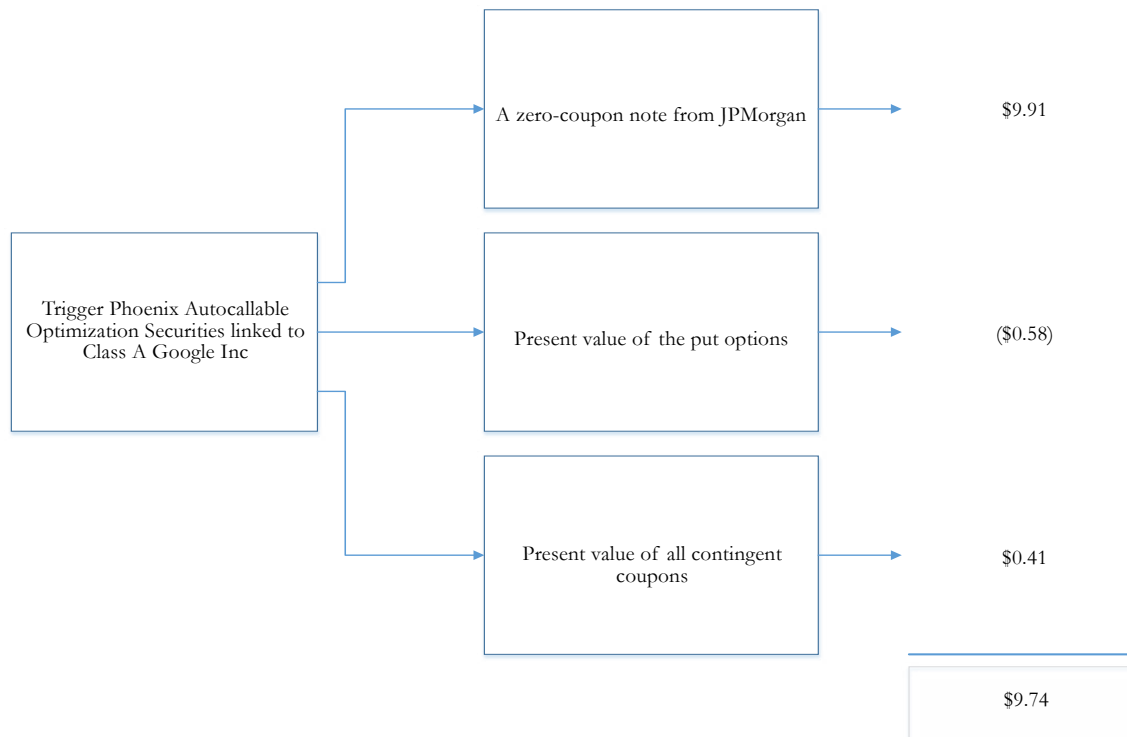 A zero-coupon note from JPMorgan
$9.91
Trigger Phoenix Autocallable
Optimization Securities linked to
Class A Google Inc
Present value of the put options
($0.58)
Present value of all contingent
coupons
$0.41
$9.74